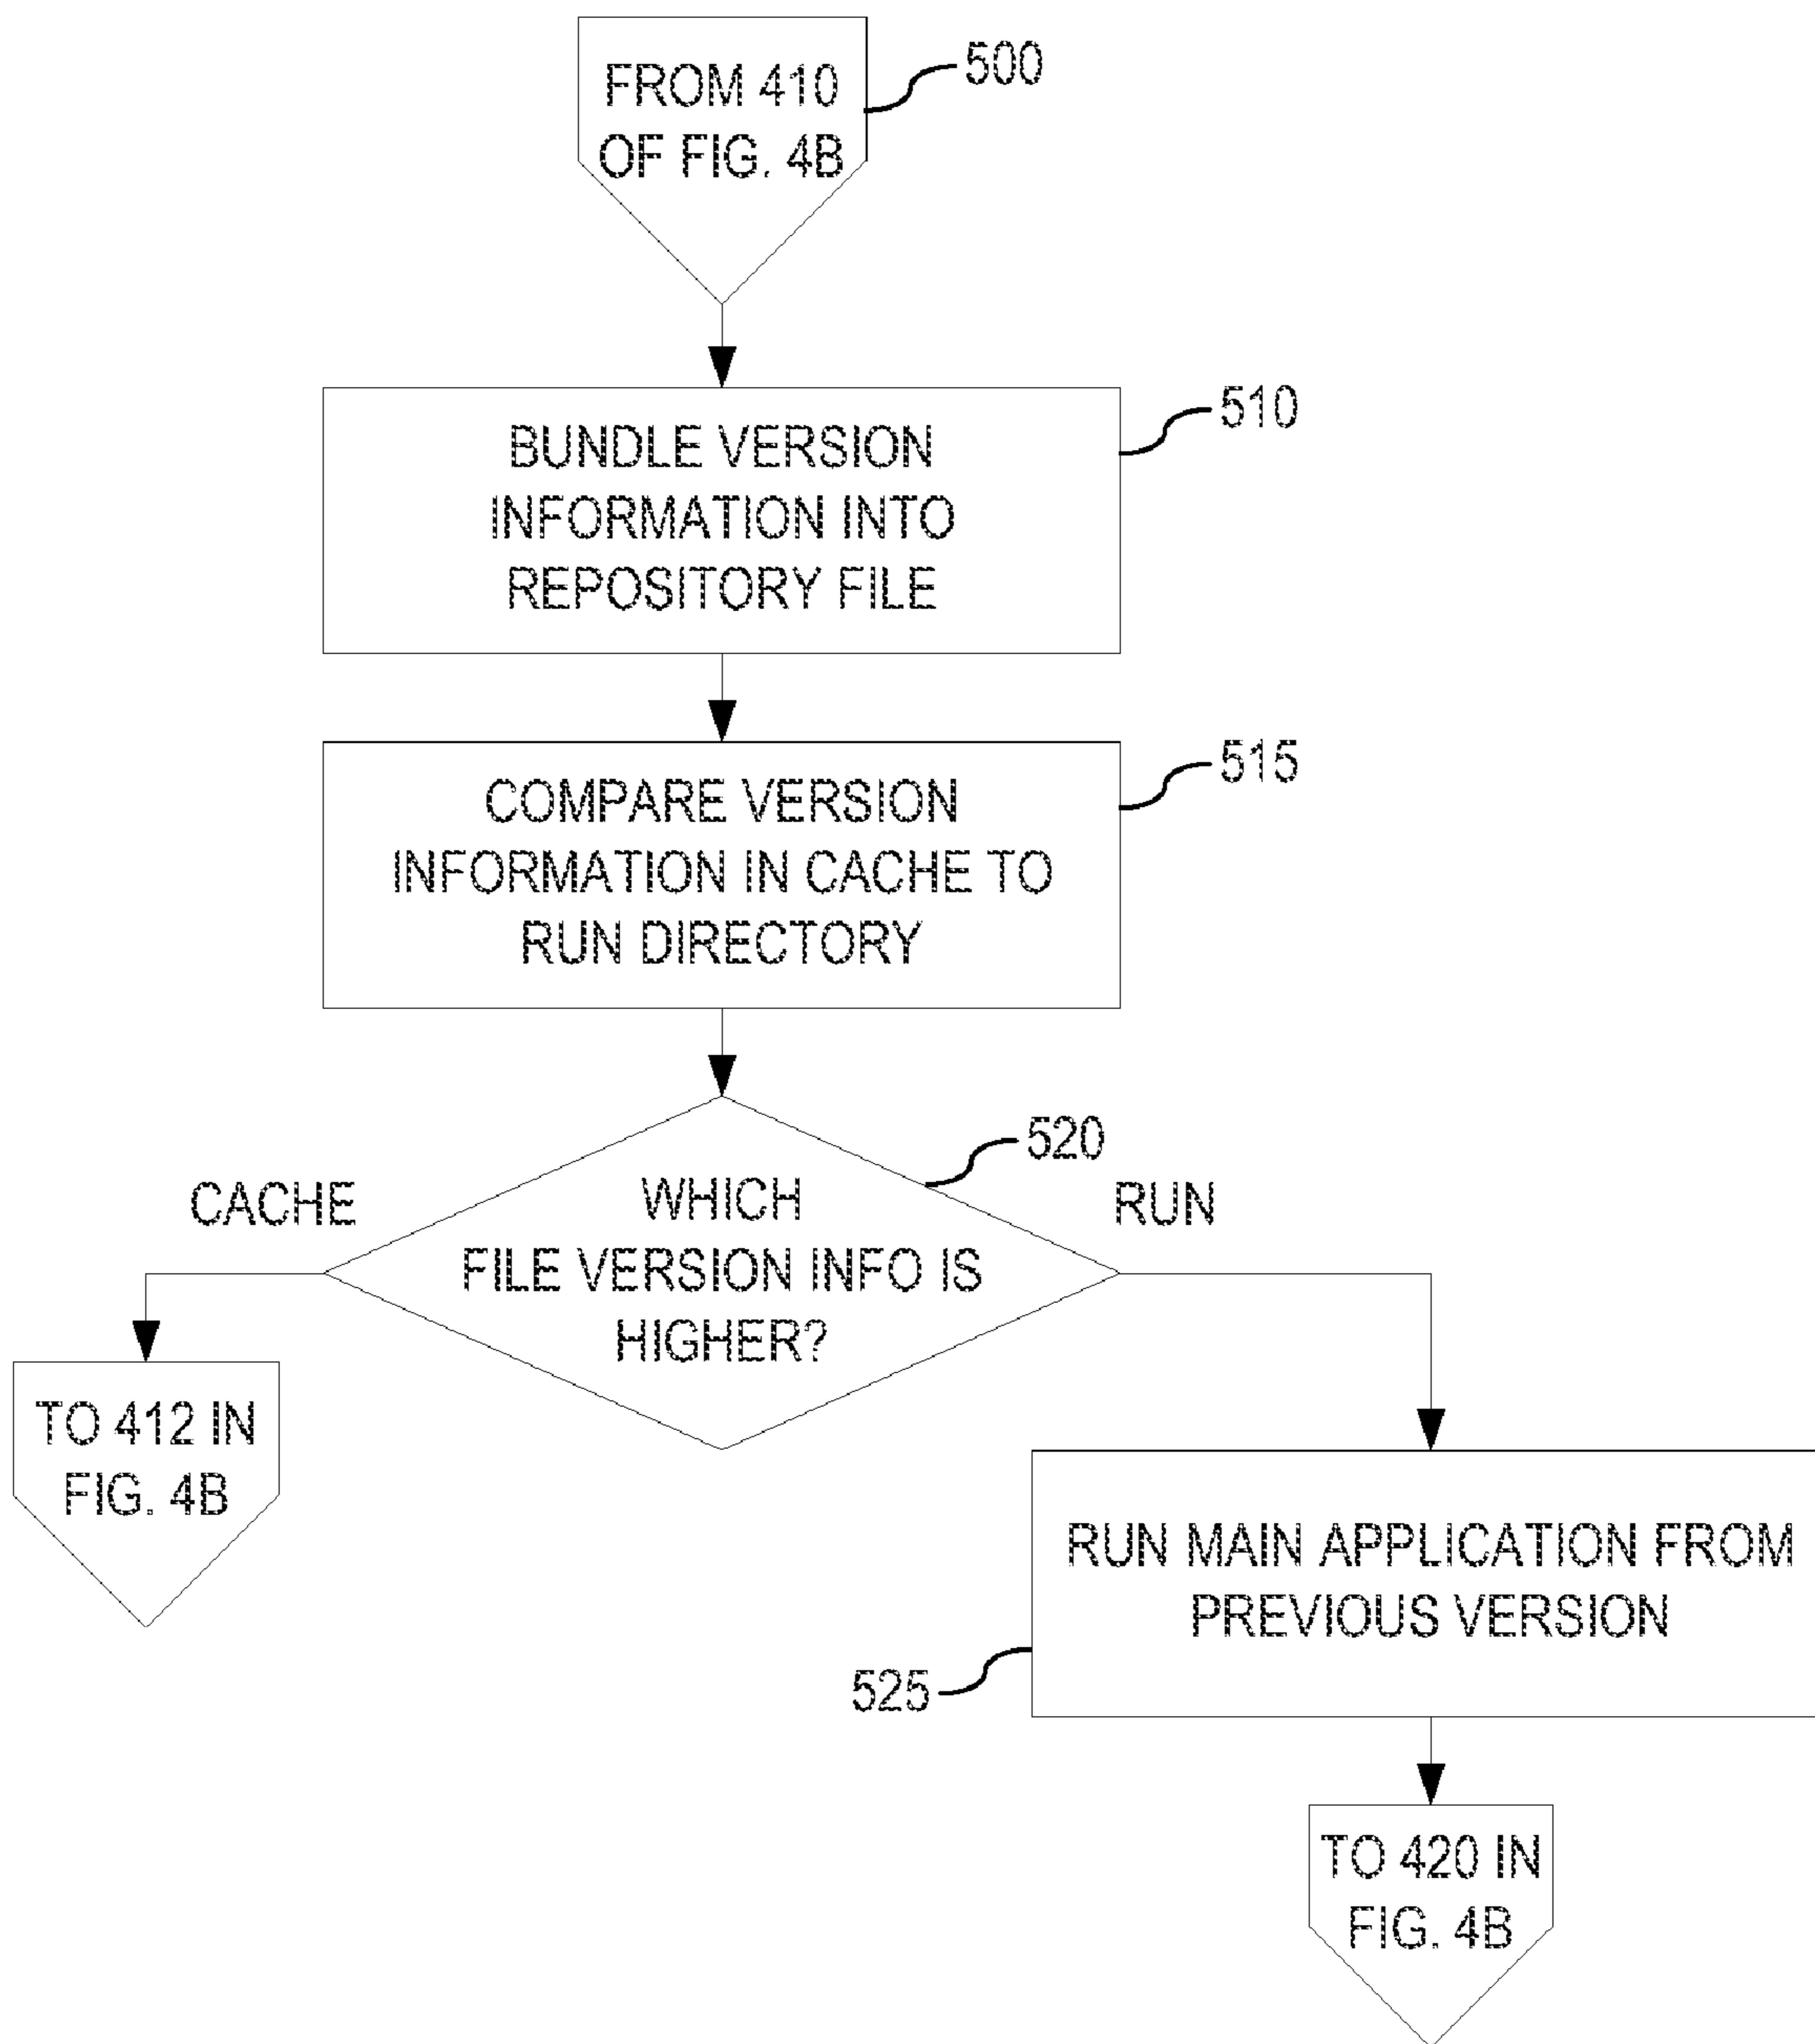 FROM 410
OF FIG. 4B
500
BUNDLE VERSION
INFORMATION INTO
REPOSITORY FILE
510
COMPARE VERSION
INFORMATION IN CACHE TO
RUN DIRECTORY
515
520
CACHE
WHICH
FILE VERSION INFO IS
HIGHER?
RUN
TO 412 IN
FIG. 4B
RUN MAIN APPLICATION FROM
PREVIOUS VERSION
525
TO 420 IN
FIG. 4B